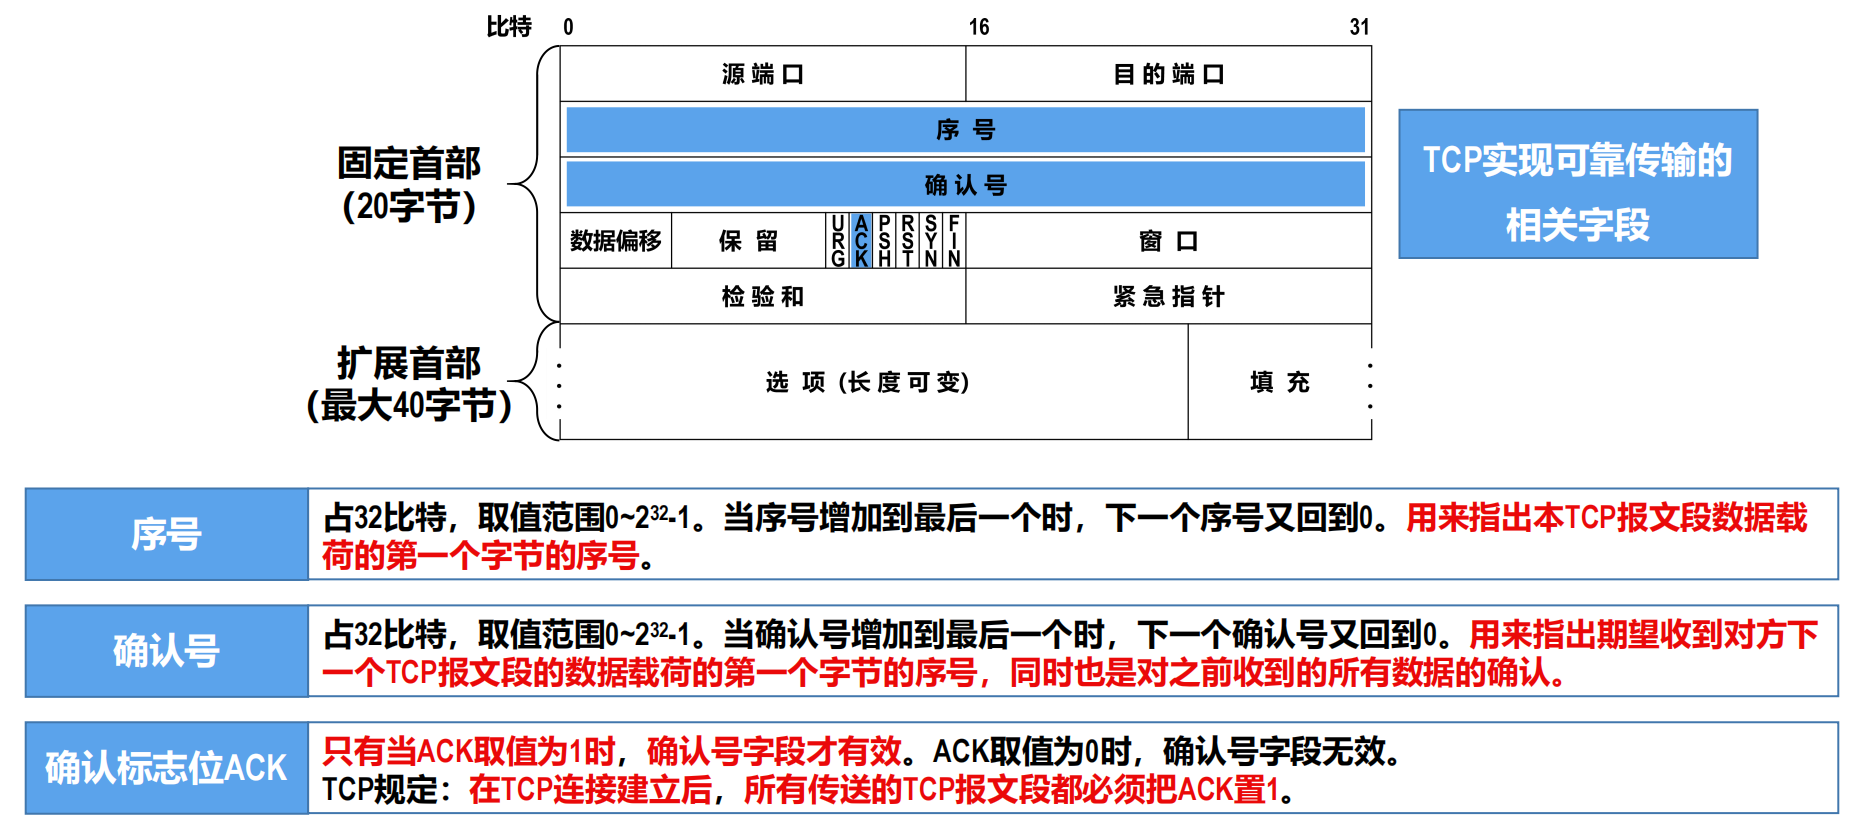 比特 0 16 31
源端口 目的端口
序号
确认号
数据偏移 保留 URG ACK PSH RST SYN FIN 窗口
检验和 紧急指针
选项 (长度可变) 填充
固定首部
(20字节)
扩展首部
(最大40字节)
TCP实现可靠传输的
相关字段
序号
占32比特，取值范围0~2³²-1。当序号增加到最后一个时，下一个序号又回到0。用来指出本TCP报文段数据载
荷的第一个字节的序号。
确认号
占32比特，取值范围0~2³²-1。当确认号增加到最后一个时，下一个确认号又回到0。用来指出期望收到对方下
一个TCP报文段的数据载荷的第一个字节的序号，同时也是对之前收到的所有数据的确认。
确认标志位ACK
只有当ACK取值为1时，确认号字段才有效。ACK取值为0时，确认号字段无效。
TCP规定：在TCP连接建立后，所有传送的TCP报文段都必须把ACK置1。